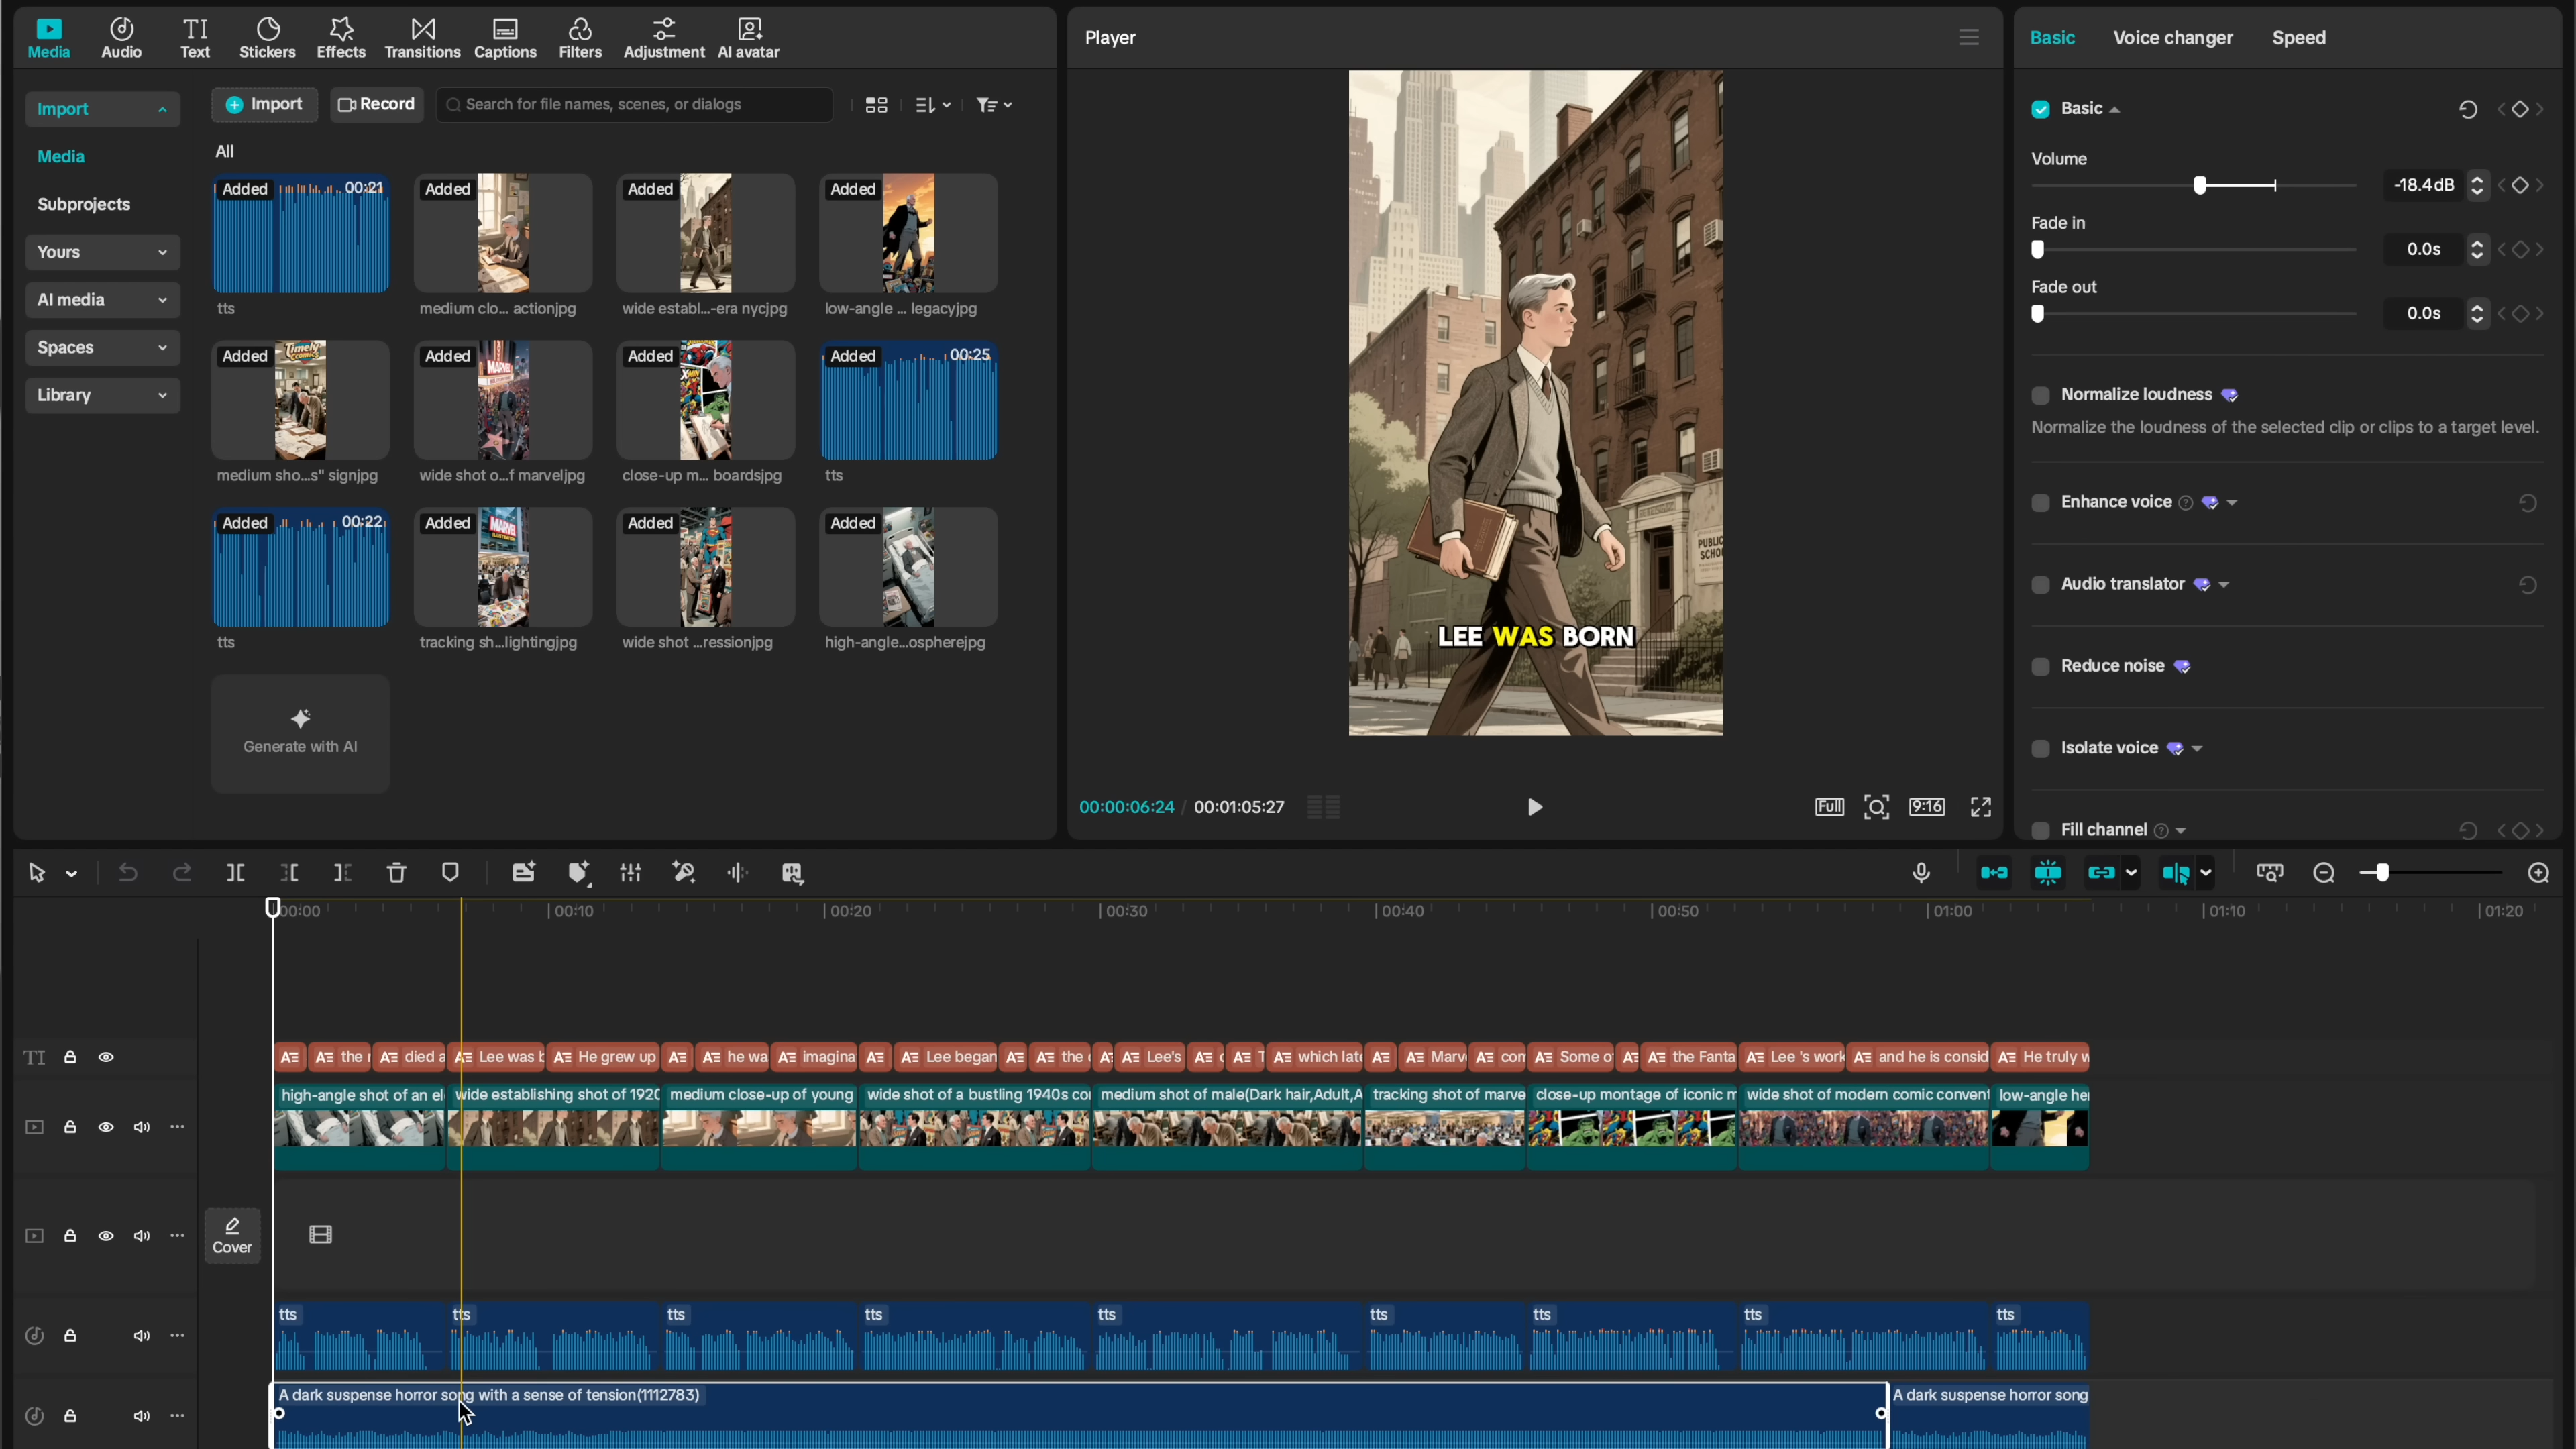 Media
Audio
Text
Stickers
Effects
Transitions
Captions
Filters
Adjustment
AI avatar
Import
Media
Subprojects
Yours
AI media
Spaces
Library
Import
Record
Search for file names, scenes, or dialogs
All
Added 00:21
tts
Added
medium clo... actionjpg
Added
wide establ...-era nycjpg
Added
low-angle ... legacyjpg
Added
Timely Comics
medium sho...s" signjpg
Added
MARVEL
wide shot o...f marveljpg
Added
close-up m... boardsjpg
Added 00:25
tts
Added 00:22
tts
Added
MARVEL
tracking sh...lightingjpg
Added
wide shot ...ressionjpg
Added
high-angle...ospherejpg
Generate with AI
Player
PUBLIC
SCHO
LEE WAS BORN
00:00:06:24 / 00:01:05:27
Full
9:16
Basic
Voice changer
Speed
Basic
Volume
-18.4dB
Fade in
0.0s
Fade out
0.0s
Normalize loudness
Normalize the loudness of the selected clip or clips to a target level.
Enhance voice
Audio translator
Reduce noise
Isolate voice
Fill channel
00:00
00:10
00:20
00:30
00:40
00:50
01:00
01:10
01:20
the
died a
Lee was b
He grew up
he wa
imagina
Lee began
the
Lee's
which late
Marv
com
Some o
the Fanta
Lee 's work
and he is consid
He truly w
high-angle shot of an el
wide establishing shot of 1920
medium close-up of young
wide shot of a bustling 1940s co
medium shot of male(Dark hair,Adult,A
tracking shot of marve
close-up montage of iconic m
wide shot of modern comic conven
low-angle he
Cover
tts
tts
tts
tts
tts
tts
tts
tts
tts
A dark suspense horror song with a sense of tension(1112783)
A dark suspense horror song